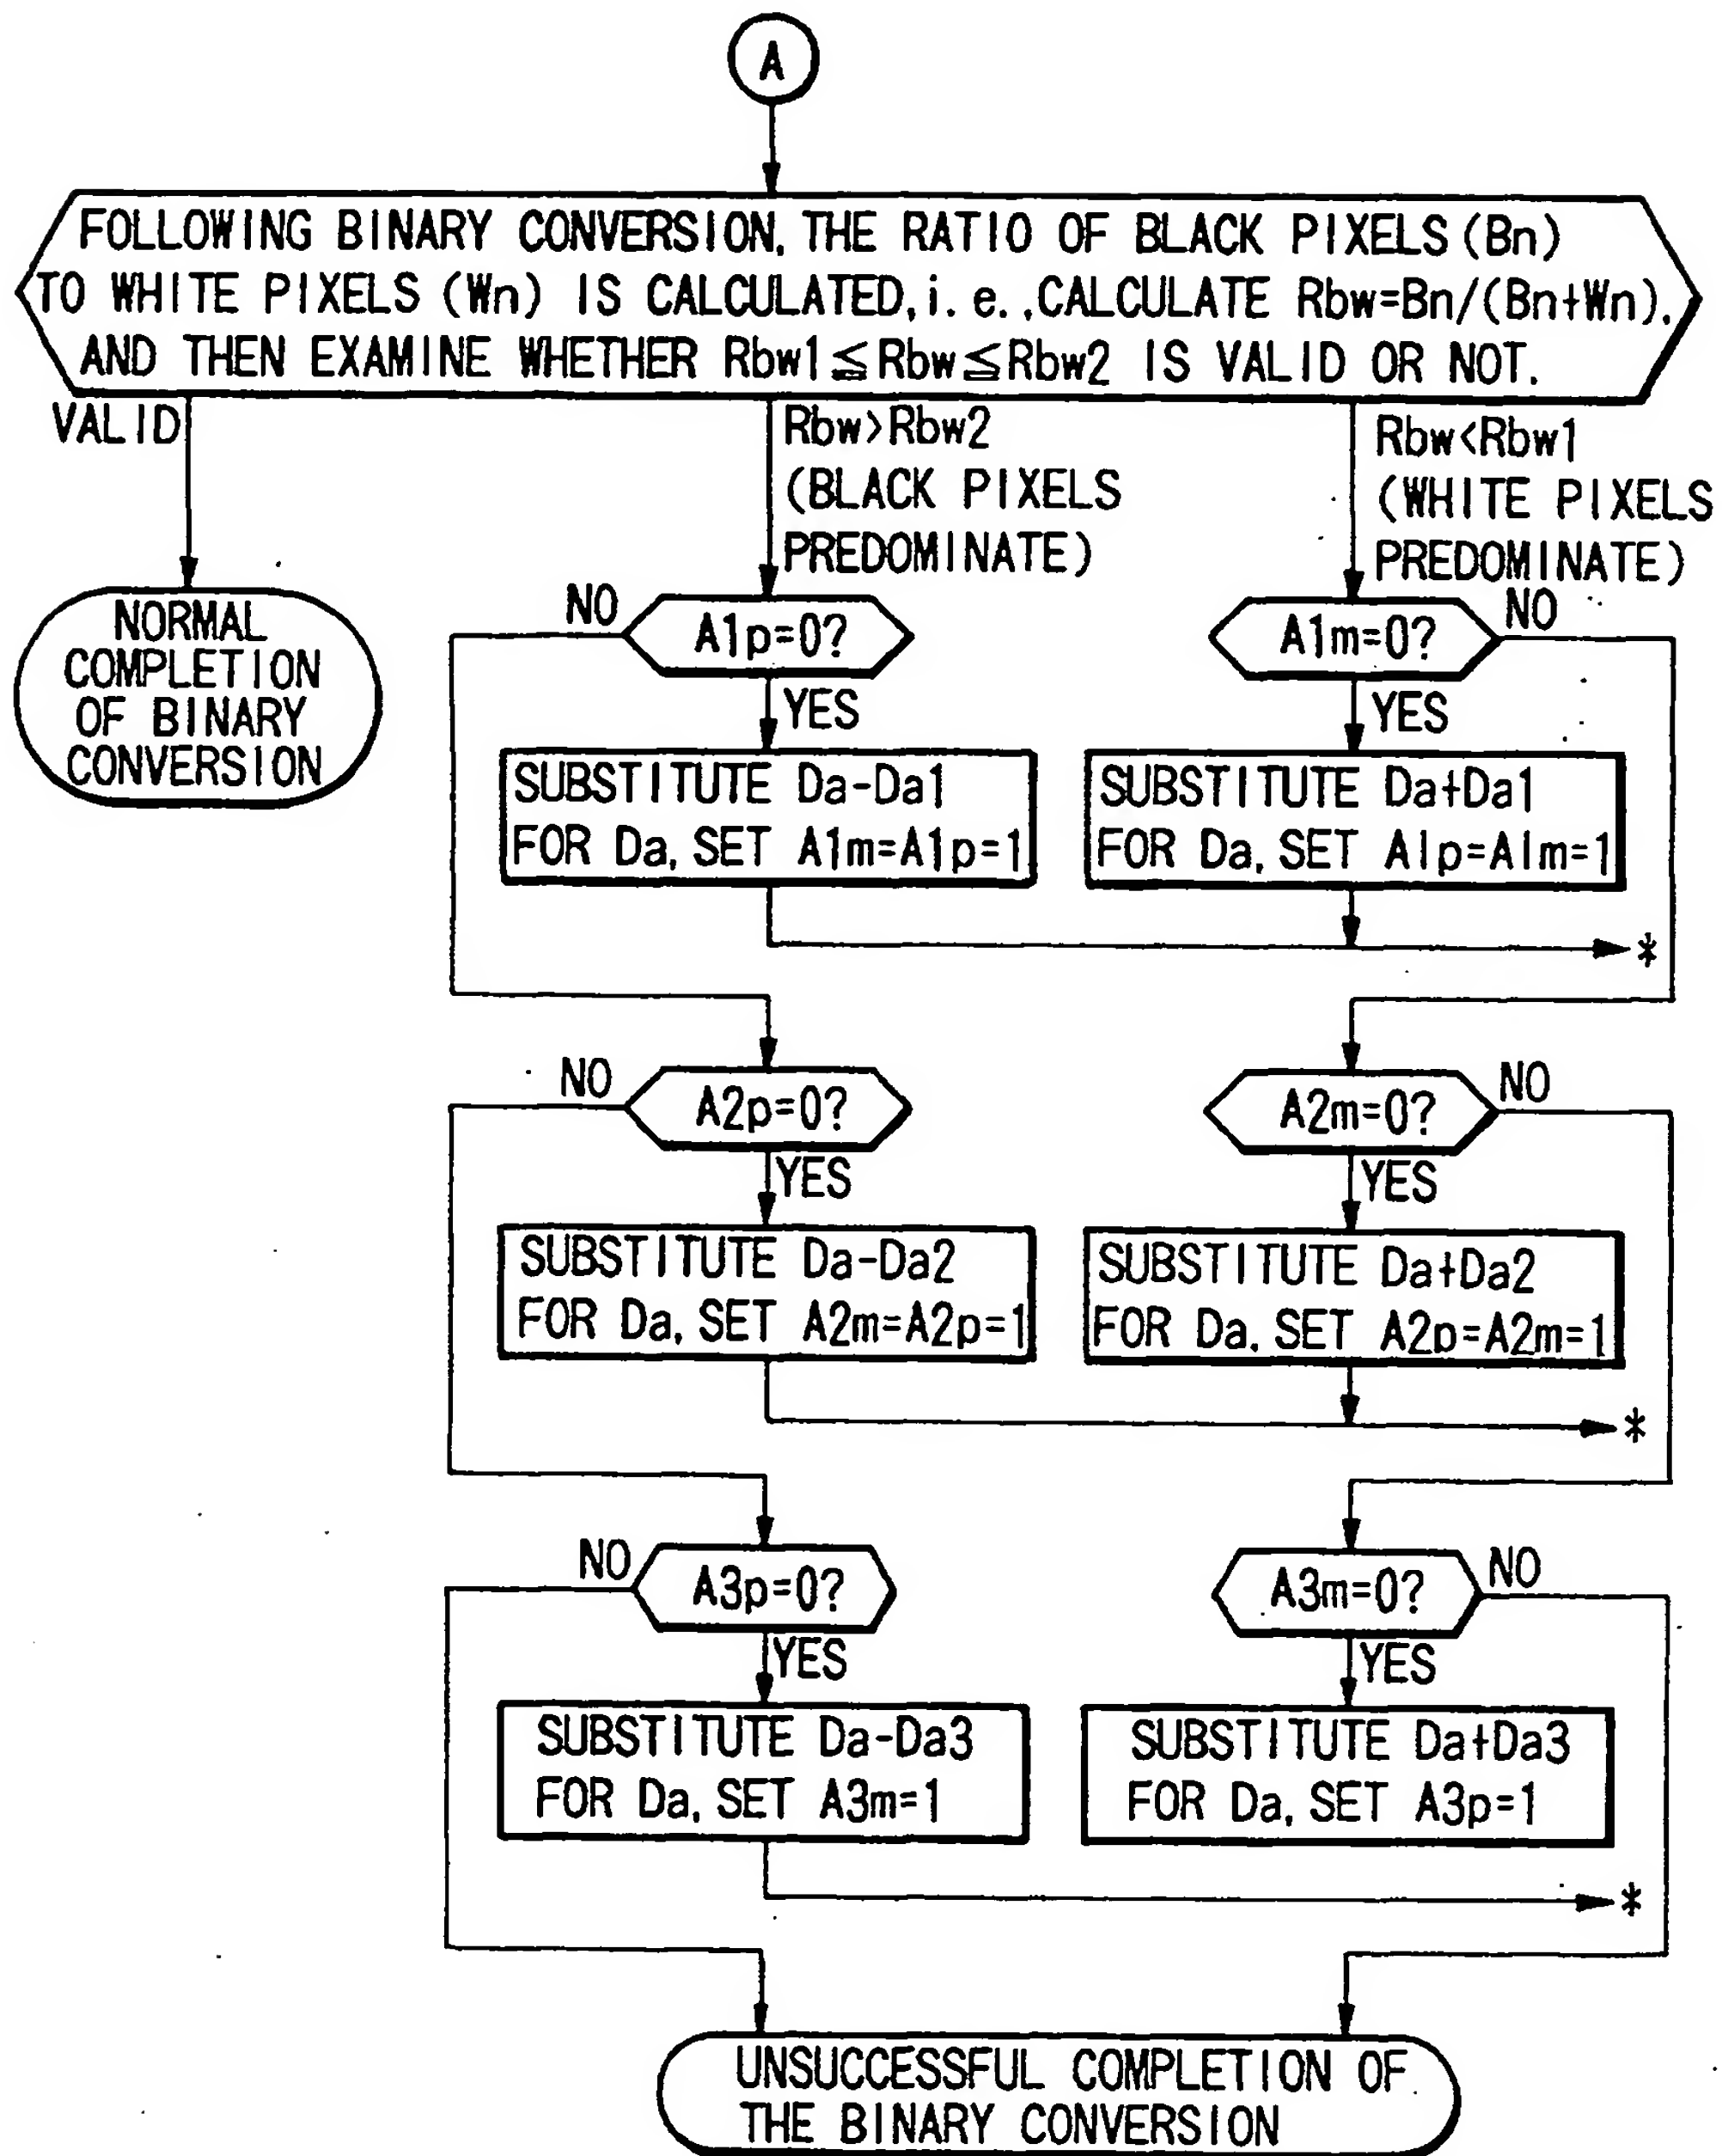 A
FOLLOWING BINARY CONVERSION, THE RATIO OF BLACK PIXELS (Bn)
TO WHITE PIXELS (Wn) IS CALCULATED, i. e., CALCULATE Rbw=Bn/(Bn+Wn),
AND THEN EXAMINE WHETHER Rbw1≦Rbw≦Rbw2 IS VALID OR NOT.
VALID
Rbw>Rbw2
(BLACK PIXELS
PREDOMINATE)
Rbw<Rbw1
(WHITE PIXELS
PREDOMINATE)
NORMAL
COMPLETION
OF BINARY
CONVERSION
NO
A1p=0?
YES
A1m=0?
NO
YES
SUBSTITUTE Da-Da1
FOR Da, SET A1m=A1p=1
SUBSTITUTE Da+Da1
FOR Da, SET A1p=A1m=1
*
NO
A2p=0?
YES
A2m=0?
NO
YES
SUBSTITUTE Da-Da2
FOR Da, SET A2m=A2p=1
SUBSTITUTE Da+Da2
FOR Da, SET A2p=A2m=1
*
NO
A3p=0?
YES
A3m=0?
NO
YES
SUBSTITUTE Da-Da3
FOR Da, SET A3m=1
SUBSTITUTE Da+Da3
FOR Da, SET A3p=1
*
UNSUCCESSFUL COMPLETION OF
THE BINARY CONVERSION